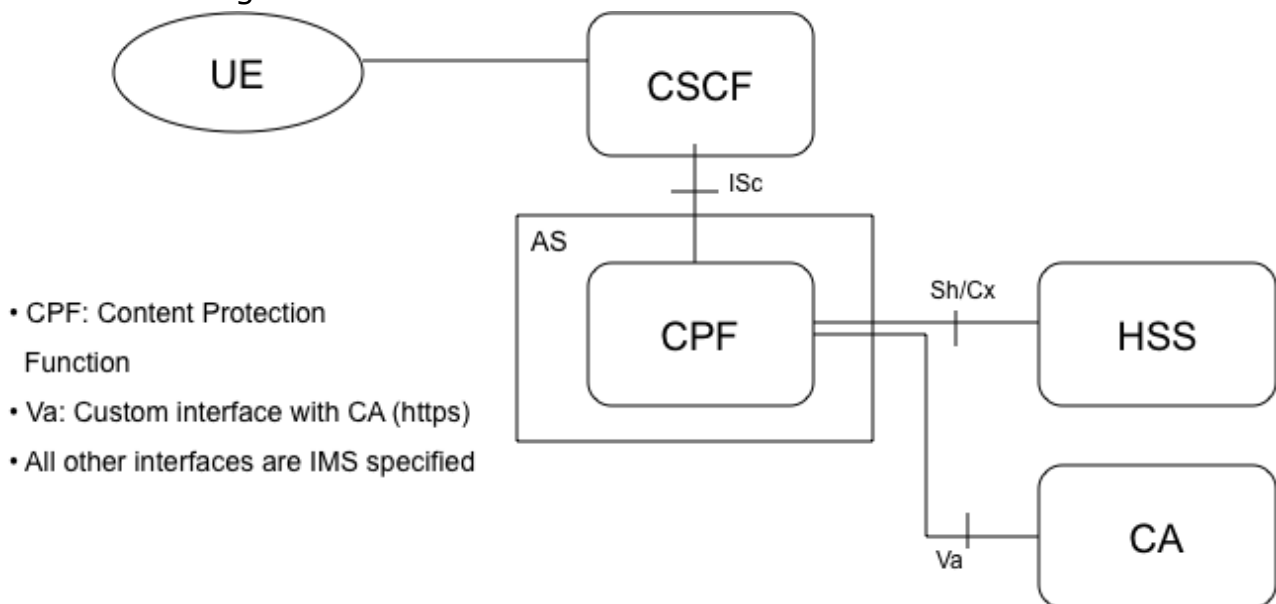 UE
CSCF
ISc
AS
CPF
Sh/Cx
HSS
Va
CA
• CPF: Content Protection
Function
• Va: Custom interface with CA (https)
• All other interfaces are IMS specified